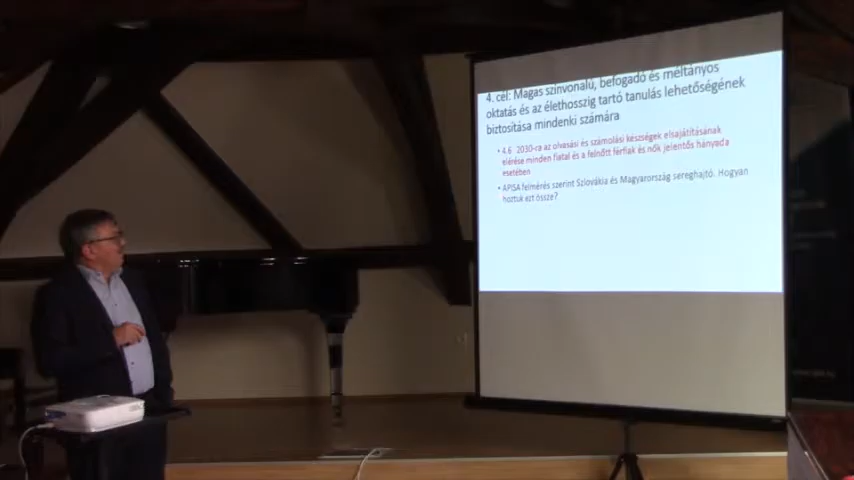 4. cél: Magas színvonalú, befogadó és méltányos
oktatás és az élethosszig tartó tanulás lehetőségének
biztosítása mindenki számára
• 4.6 2030-ra az olvasási és számolási készségek elsajátításának
elérése minden fiatal és a felnőtt férfiak és nők jelentős hányada
esetében
• APISA felmérés szerint Szlovákia és Magyarország sereghajtó. Hogyan
hoztuk ezt össze?